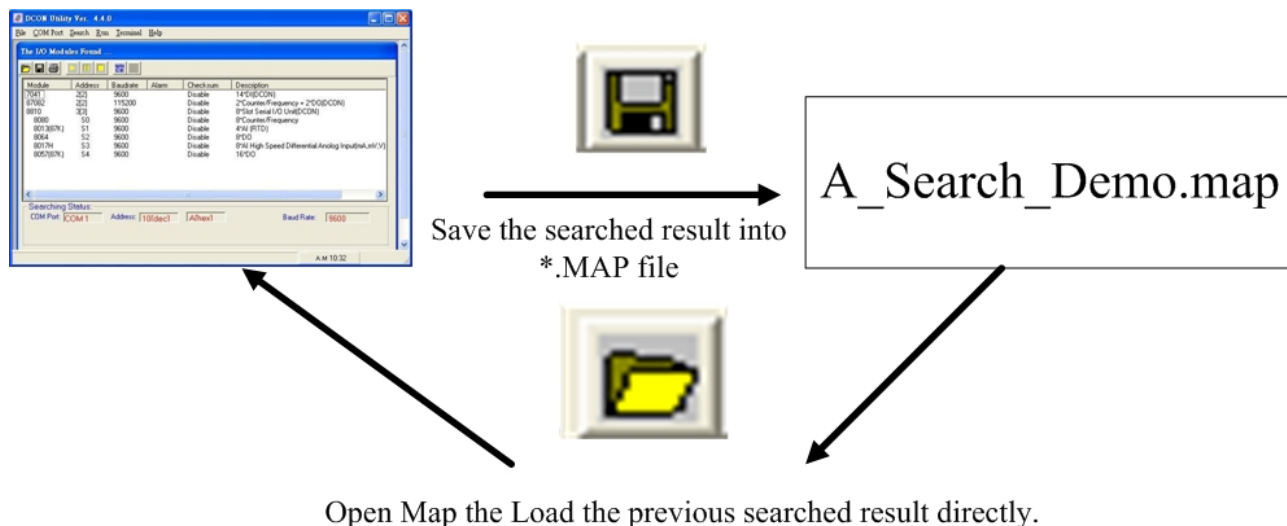 DCON Utility Ver. 4.4.0
File COM Port Search Run Terminal Help
The I/O Modules Found ...
Module Address Baudrate Alarm Checksum Description
7041 2[2] 9600 Disable 14*DI(DCON)
87082 2[2] 115200 Disable 2*Counter/Frequency + 2*DO(DCON)
8810 3[3] 9600 Disable 8*Slot Serial I/O Unit(DCON)
8080 S0 9600 Disable 8*Counter/Frequency
8013(87K) S1 9600 Disable 4*AI (RTD)
8064 S2 9600 Disable 8*DO
8017H S3 9600 Disable 8*AI High Speed Differential Anolog Input(mA,mV,V)
8057(87K) S4 9600 Disable 16*DO
Searching Status:
COM Port: COM 1 Address: 10[dec] A[hex] Baud Rate: 9600
A.M 10:32
Save the searched result into
*.MAP file
A_Search_Demo.map
Open Map the Load the previous searched result directly.